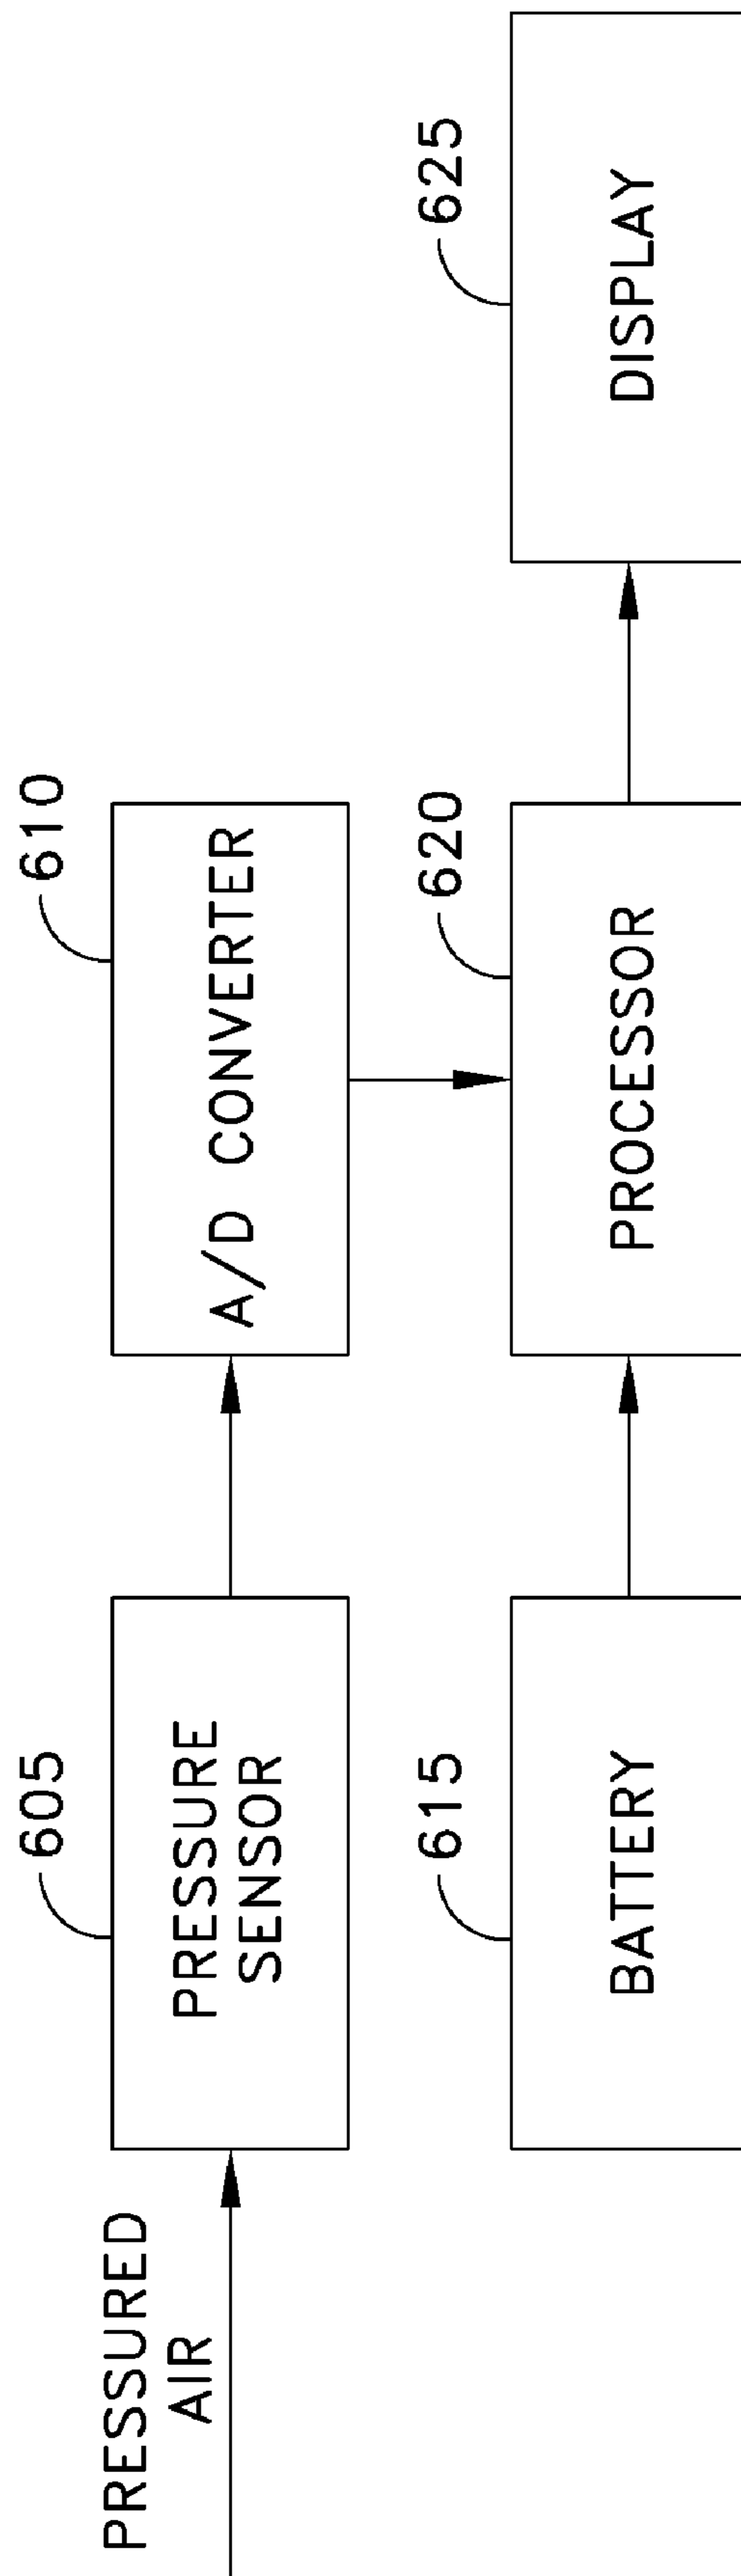 PRESSURED
AIR
605
PRESSURE
SENSOR
610
A/D CONVERTER
615
BATTERY
620
PROCESSOR
625
DISPLAY